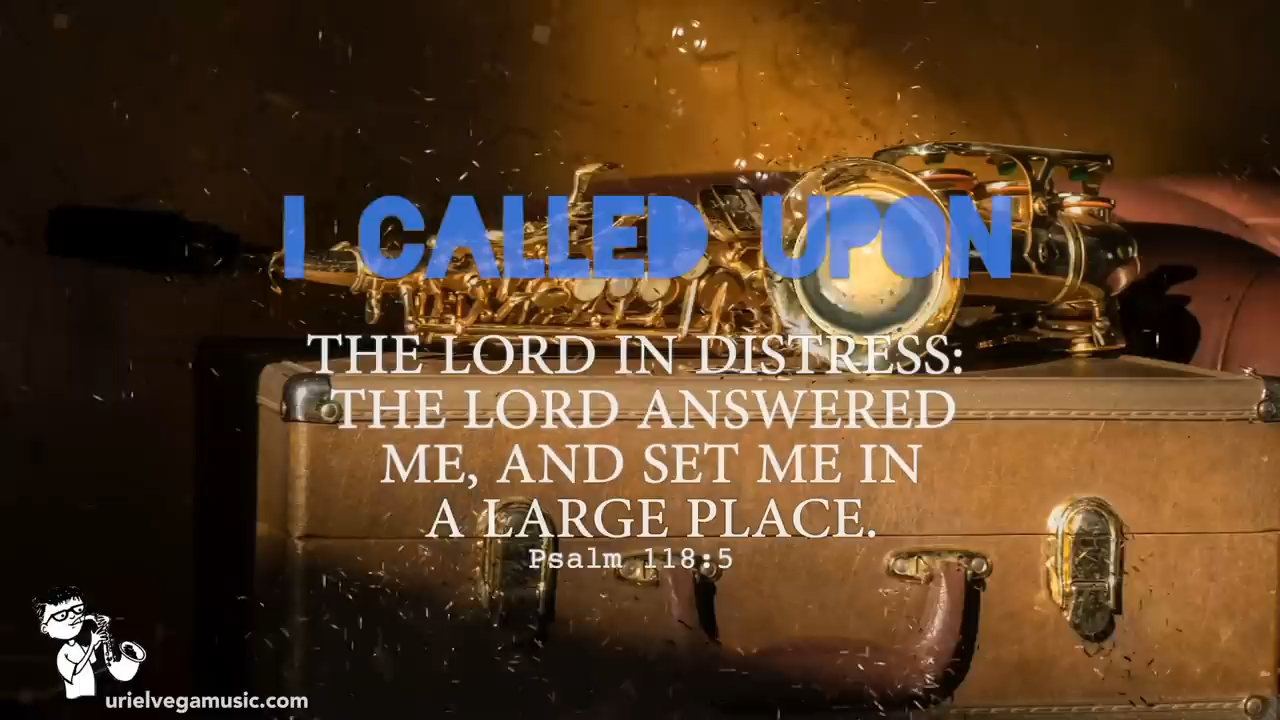 I CALLED UPON
THE LORD IN DISTRESS:
THE LORD ANSWERED
ME, AND SET ME IN
A LARGE PLACE.
Psalm 118:5
urielvegamusic.com